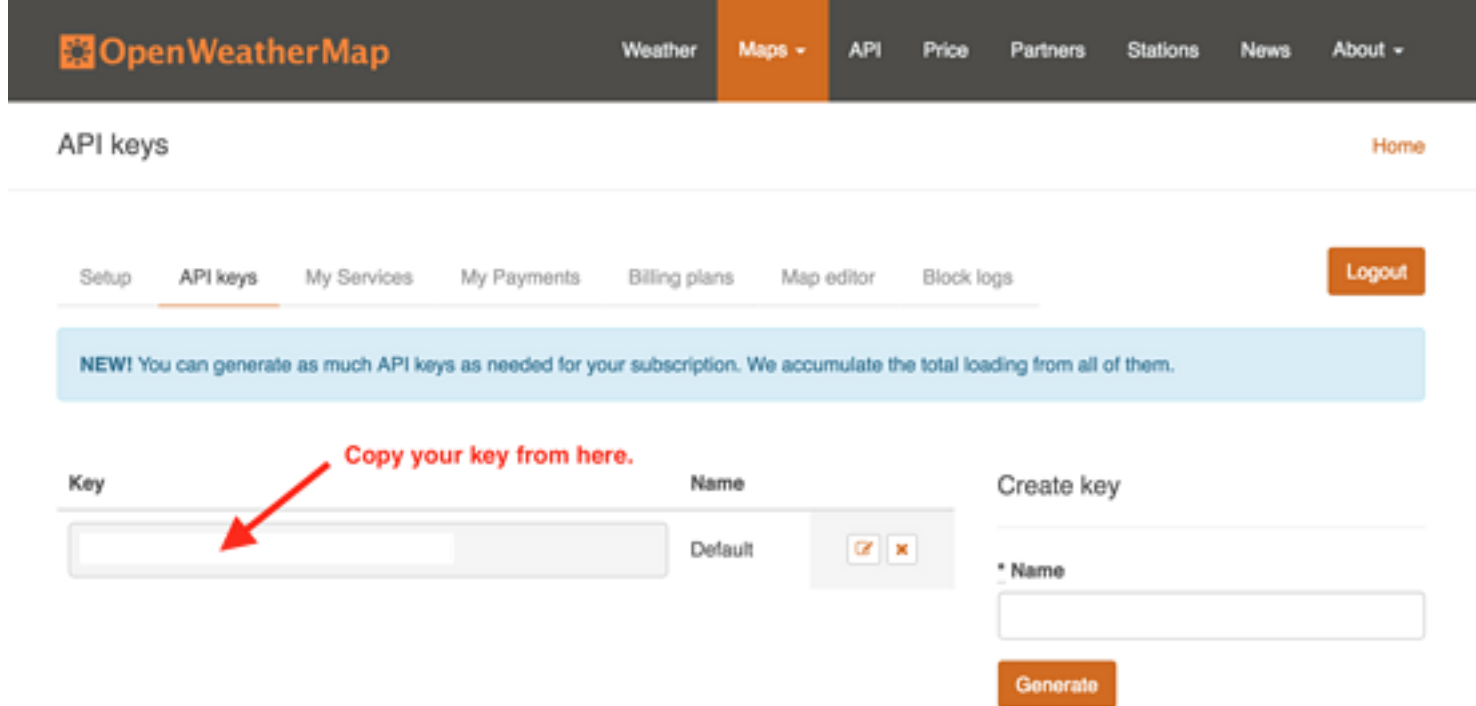 OpenWeatherMap Weather Maps API Price Partners Stations News About
API keys Home
Setup API keys My Services My Payments Billing plans Map editor Block logs Logout
NEW! You can generate as much API keys as needed for your subscription. We accumulate the total loading from all of them.
Copy your key from here.
Key Name Create key
Default
* Name
Generate